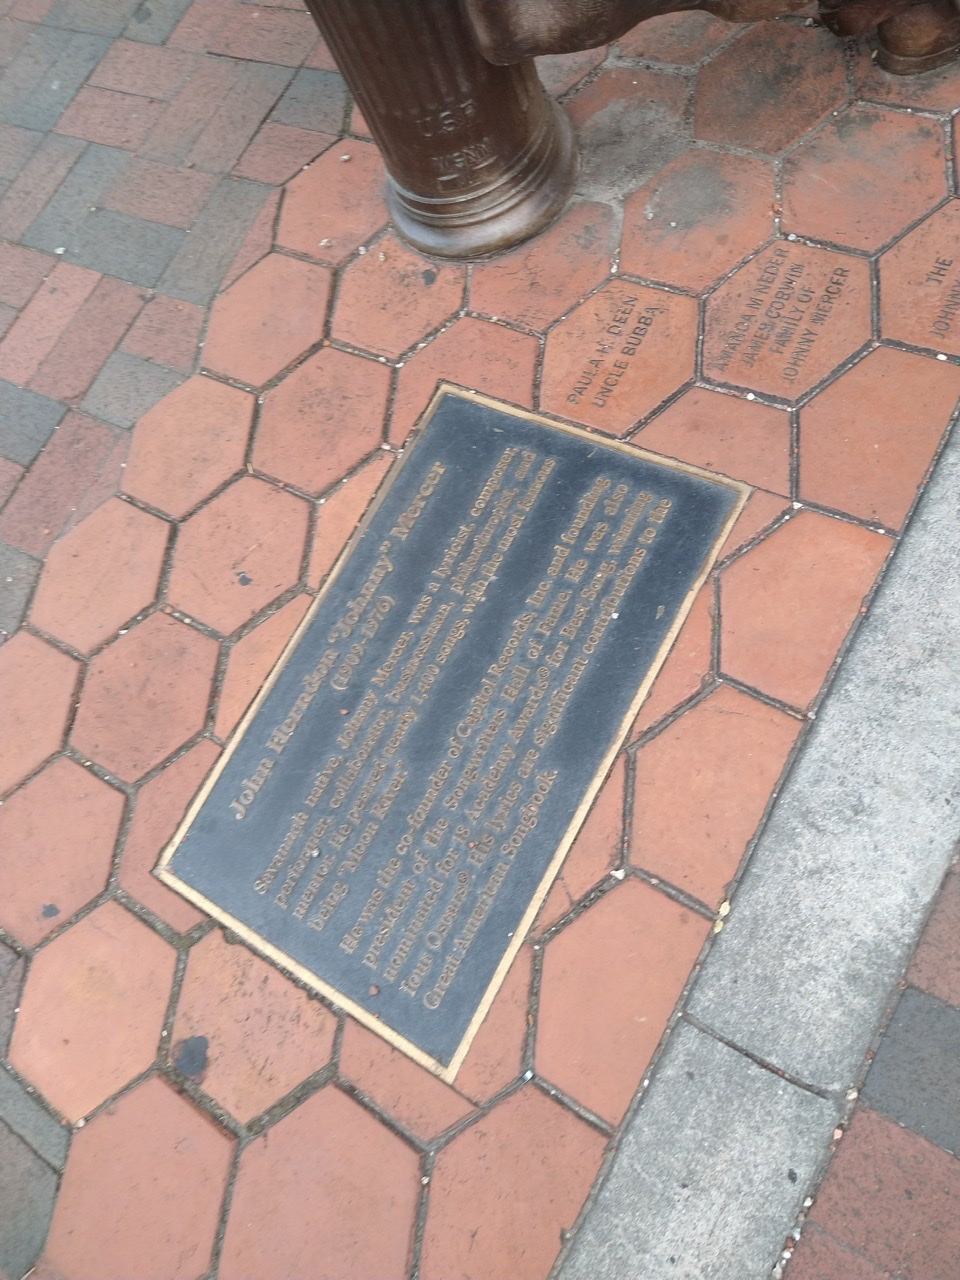 John Herndon "Johnny" Mercer
(1909-1976)
Savannah native, Johnny Mercer, was a lyricist, composer,
performer, collaborator, businessman, philanthropist, and
mentor. He penned nearly 1,400 songs, with the most famous
being "Moon River"
He was the co-founder of Capitol Records, Inc. and founding
president of the Songwriters Hall of Fame. He was also
nominated for 18 Academy Awards® for Best Song, winning
four Oscars.® His lyrics are significant contributions to the
Great American Songbook.
PAULA H. DEEN
UNCLE BUBBA
AMANDA M NEDER
JAMES CORWIN
FAMILY OF
JOHNNY MERCER
THE
JOHNNY
U.S.F.